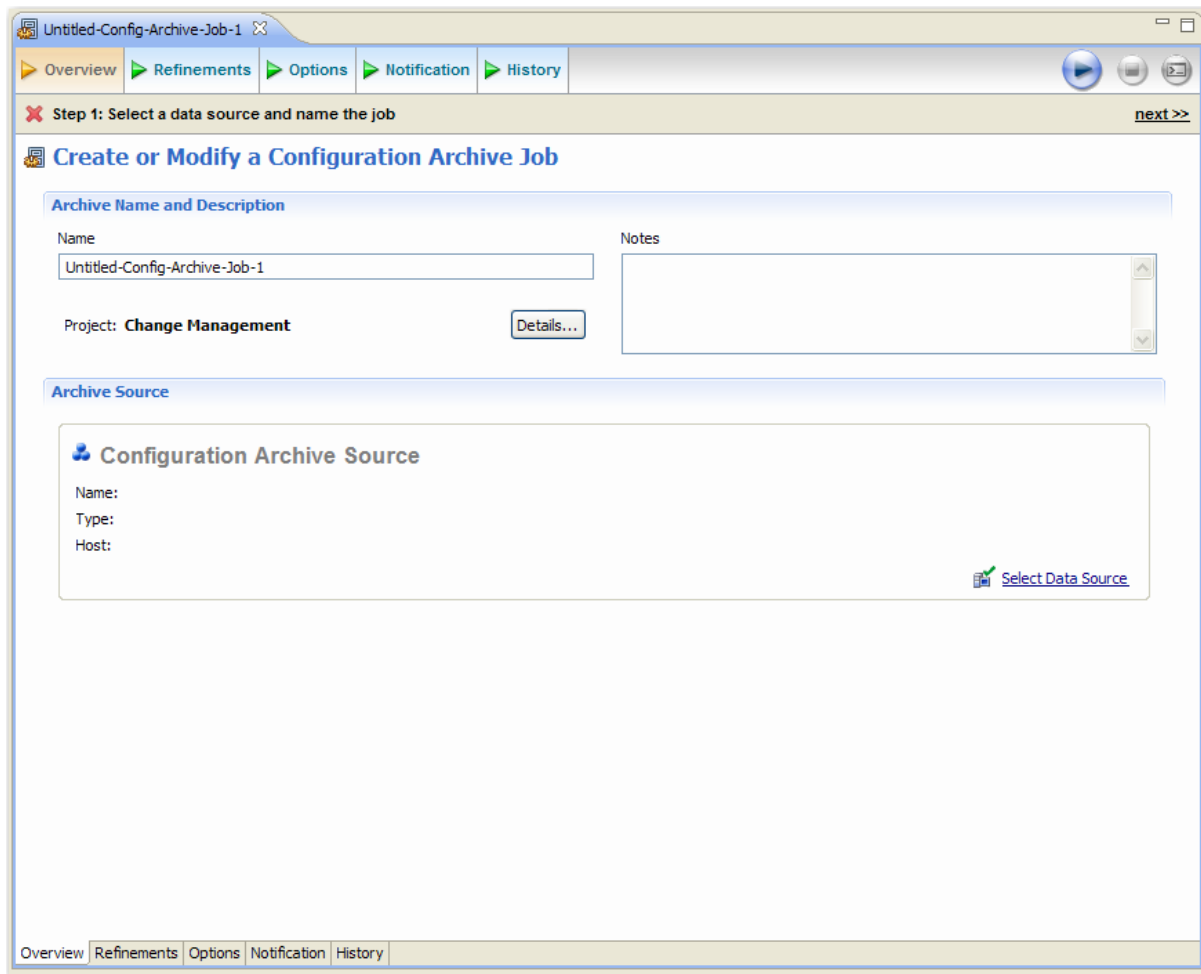 Untitled-Config-Archive-Job-1
Overview Refinements Options Notification History
Step 1: Select a data source and name the job next >>
Create or Modify a Configuration Archive Job
Archive Name and Description
Name Notes
Untitled-Config-Archive-Job-1
Project: Change Management Details...
Archive Source
Configuration Archive Source
Name:
Type:
Host:
Select Data Source
Overview Refinements Options Notification History